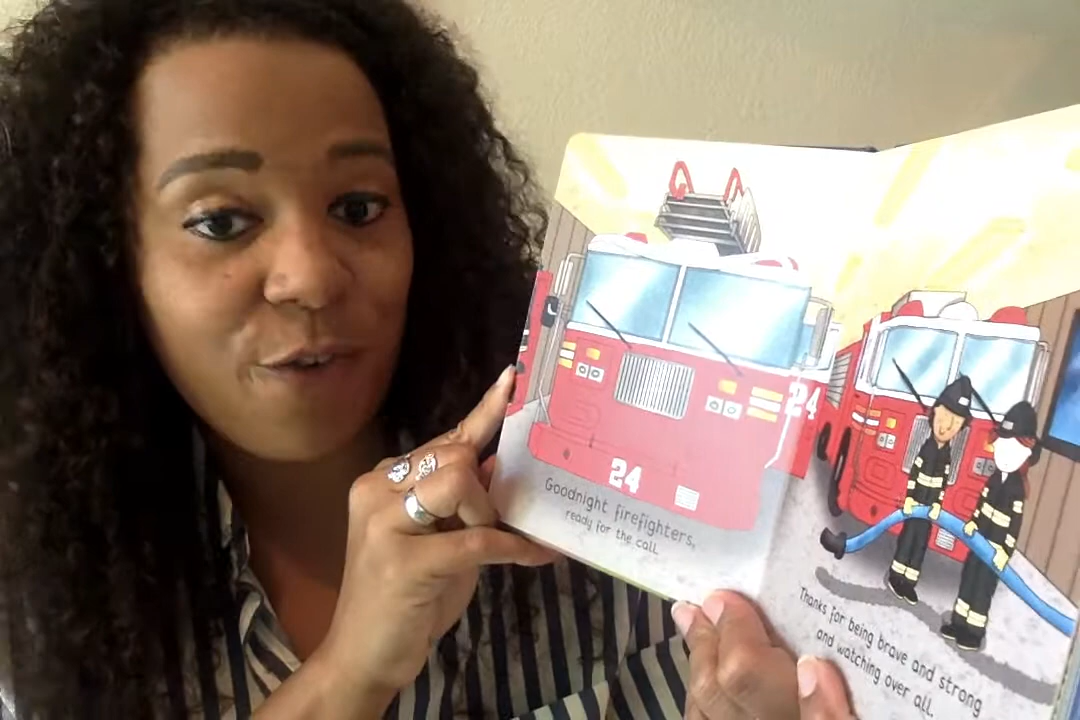 24
24
Goodnight firefighters,
ready for the call.
Thanks for being brave and strong
and watching over all.